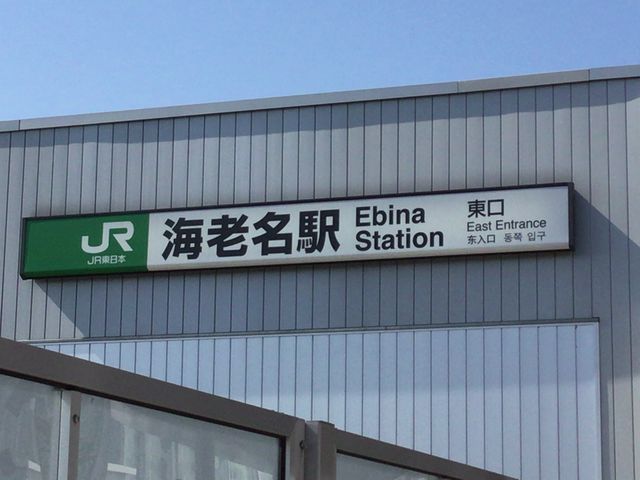 JR
JR東日本
海老名駅
Ebina
Station
東口
East Entrance
东入口 동쪽 입구